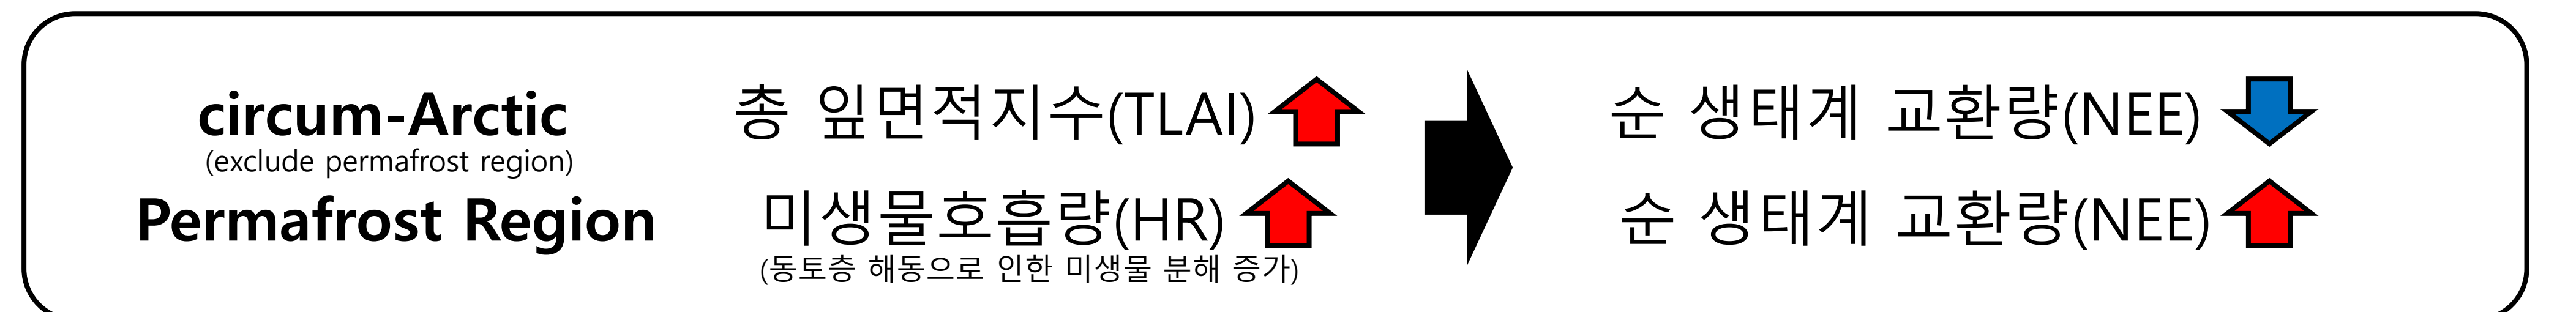 circum-Arctic 총 잎면적지수(TLAI) 순 생태계 교환량(NEE)
(exclude permafrost region)
Permafrost Region 미생물호흡량(HR) 순 생태계 교환량(NEE)
(동토층 해동으로 인한 미생물 분해 증가)